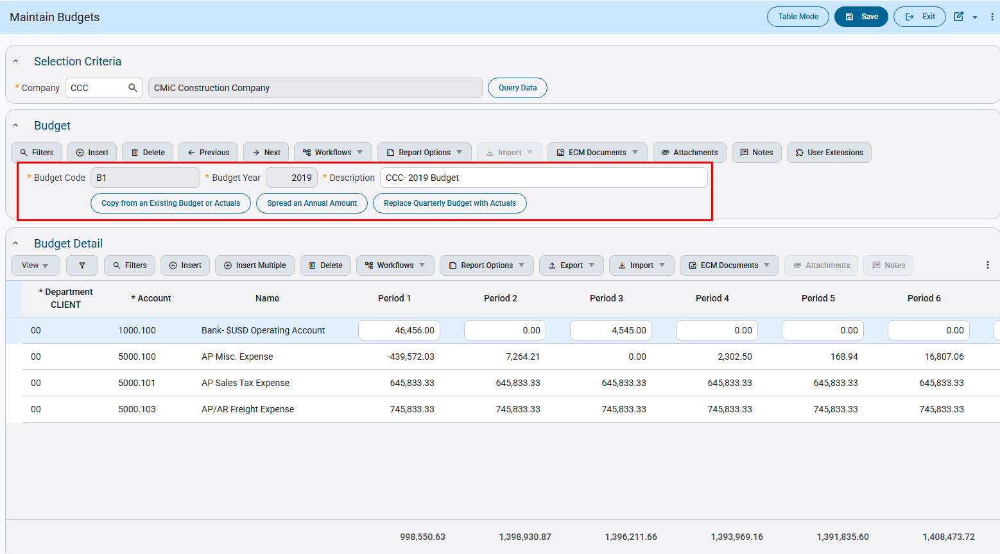 Maintain Budgets Table Mode Save Exit
Selection Criteria
* Company CCC CMiC Construction Company Query Data
Budget
Filters Insert Delete Previous Next Workflows Report Options Import ECM Documents Attachments Notes User Extensions
* Budget Code B1 * Budget Year 2019 * Description CCC- 2019 Budget
Copy from an Existing Budget or Actuals Spread an Annual Amount Replace Quarterly Budget with Actuals
Budget Detail
View Filters Insert Insert Multiple Delete Workflows Report Options Export Import ECM Documents Attachments Notes
* Department
CLIENT * Account Name Period 1 Period 2 Period 3 Period 4 Period 5 Period 6
00 1000.100 Bank- $USD Operating Account 46,456.00 0.00 4,545.00 0.00 0.00 0.00
00 5000.100 AP Misc. Expense -439,572.03 7,264.21 0.00 2,302.50 168.94 16,807.06
00 5000.101 AP Sales Tax Expense 645,833.33 645,833.33 645,833.33 645,833.33 645,833.33 645,833.33
00 5000.103 AP/AR Freight Expense 745,833.33 745,833.33 745,833.33 745,833.33 745,833.33 745,833.33
998,550.63 1,398,930.87 1,396,211.66 1,393,969.16 1,391,835.60 1,408,473.72